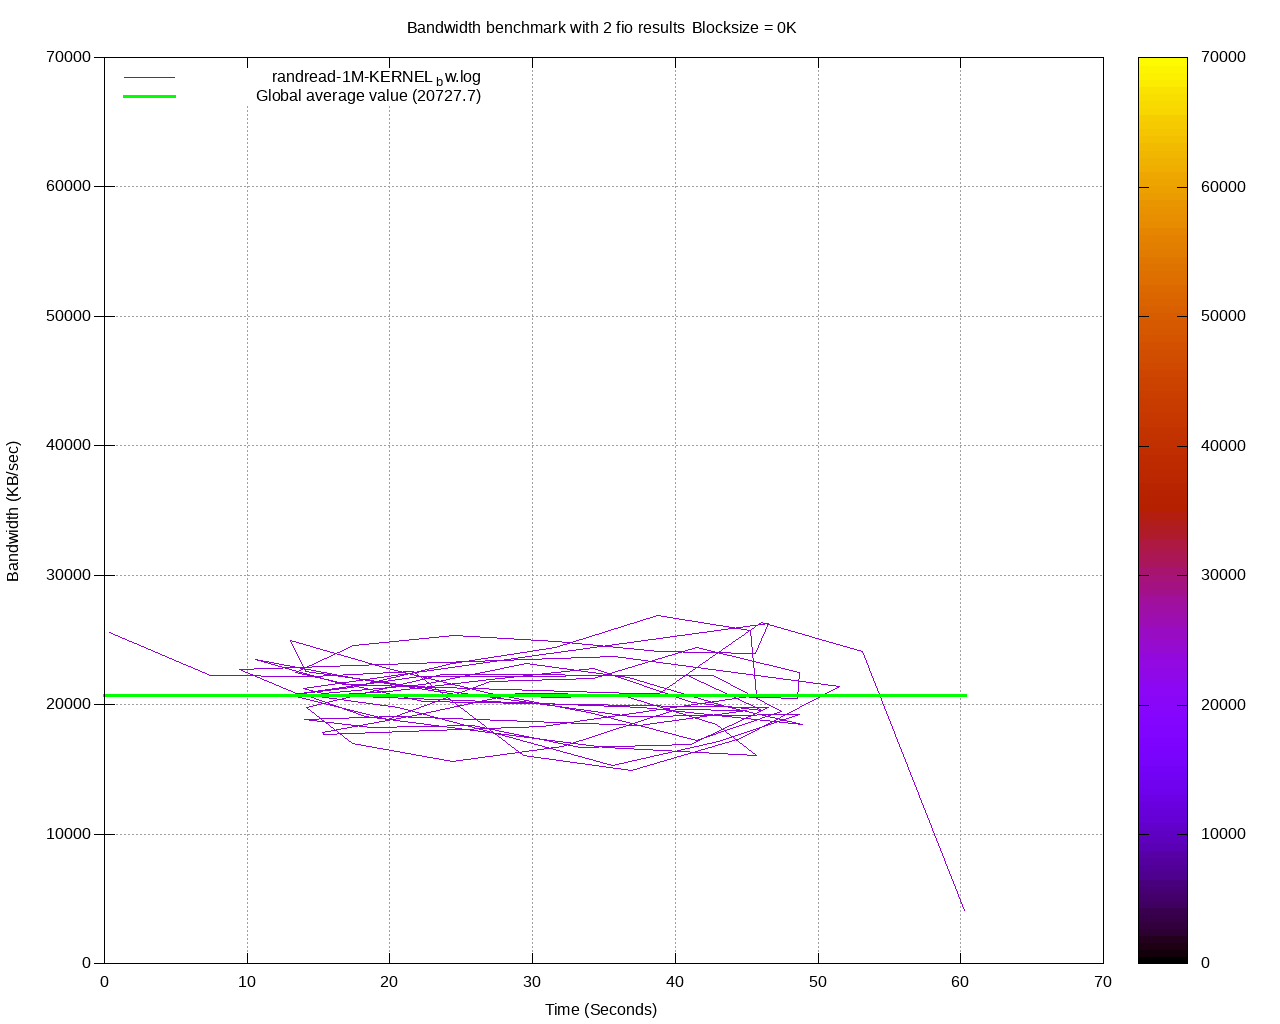 Bandwidth benchmark with 2 fio results Blocksize = 0K
randread-1M-KERNEL_bw.log
Global average value (20727.7)
Bandwidth (KB/sec)
70000
60000
50000
40000
30000
20000
10000
0
0 10 20 30 40 50 60 70
Time (Seconds)
70000
60000
50000
40000
30000
20000
10000
0